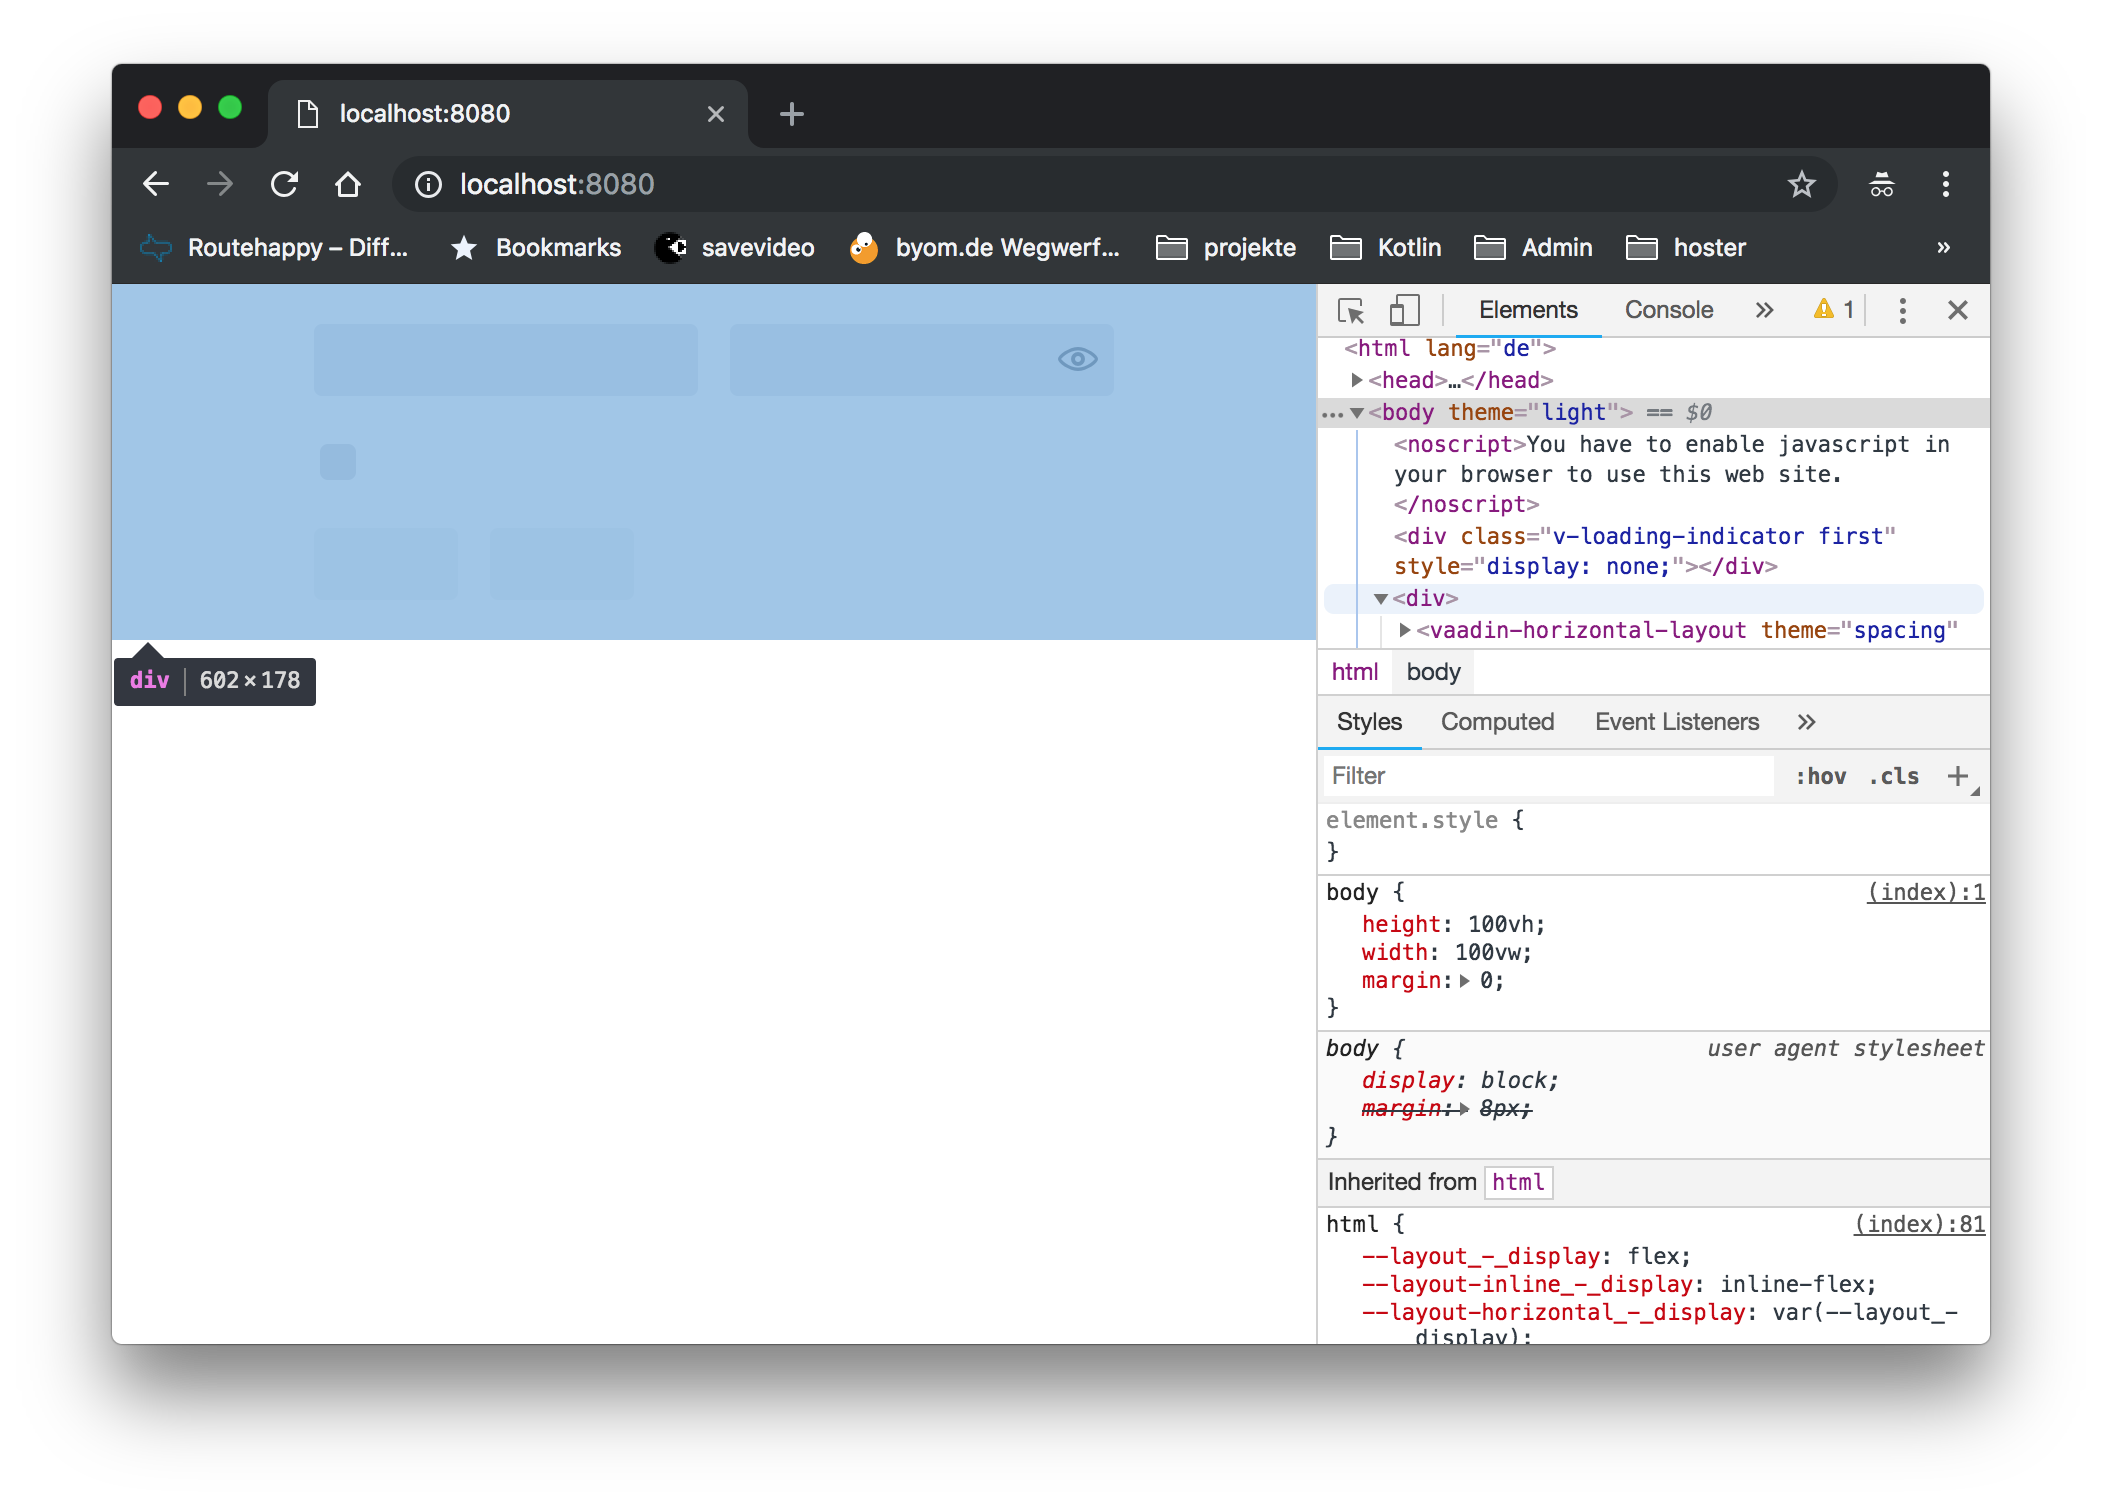 localhost:8080
localhost:8080
Routehappy – Diff... Bookmarks savevideo byom.de Wegwerf... projekte Kotlin Admin hoster »
div 602 × 178
Elements Console » 1
<html lang="de">
<head>…</head>
… <body theme="light"> == $0
<noscript>You have to enable javascript in
your browser to use this web site.
</noscript>
<div class="v-loading-indicator first"
style="display: none;"></div>
<div>
<vaadin-horizontal-layout theme="spacing"
html body
Styles Computed Event Listeners »
Filter :hov .cls +
element.style {
}
body { (index):1
height: 100vh;
width: 100vw;
margin: 0;
}
body { user agent stylesheet
display: block;
margin: 8px;
}
Inherited from html
html { (index):81
--layout_-_display: flex;
--layout-inline_-_display: inline-flex;
--layout-horizontal_-_display: var(--layout_-
display);